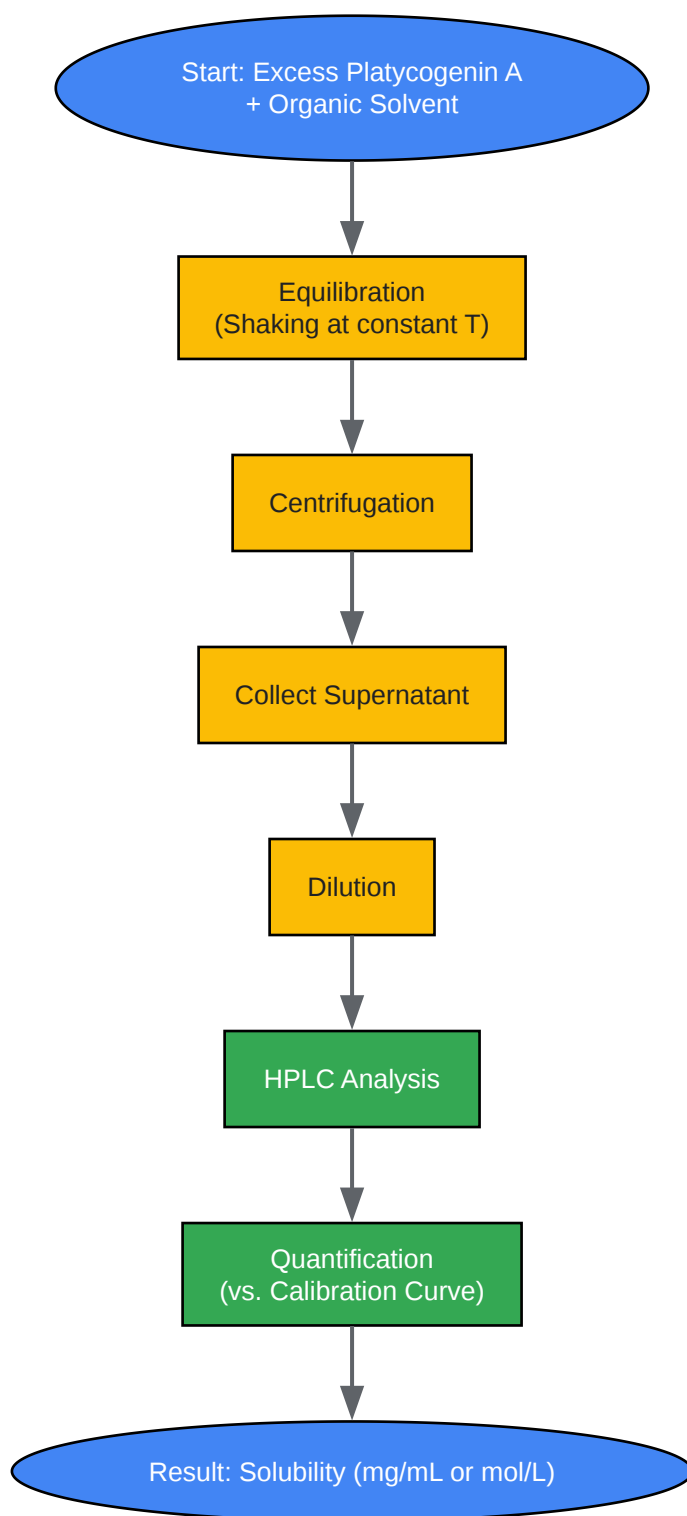 Start: Excess Platycogenin A
+ Organic Solvent
Equilibration
(Shaking at constant T)
Centrifugation
Collect Supernatant
Dilution
HPLC Analysis
Quantification
(vs. Calibration Curve)
Result: Solubility (mg/mL or mol/L)